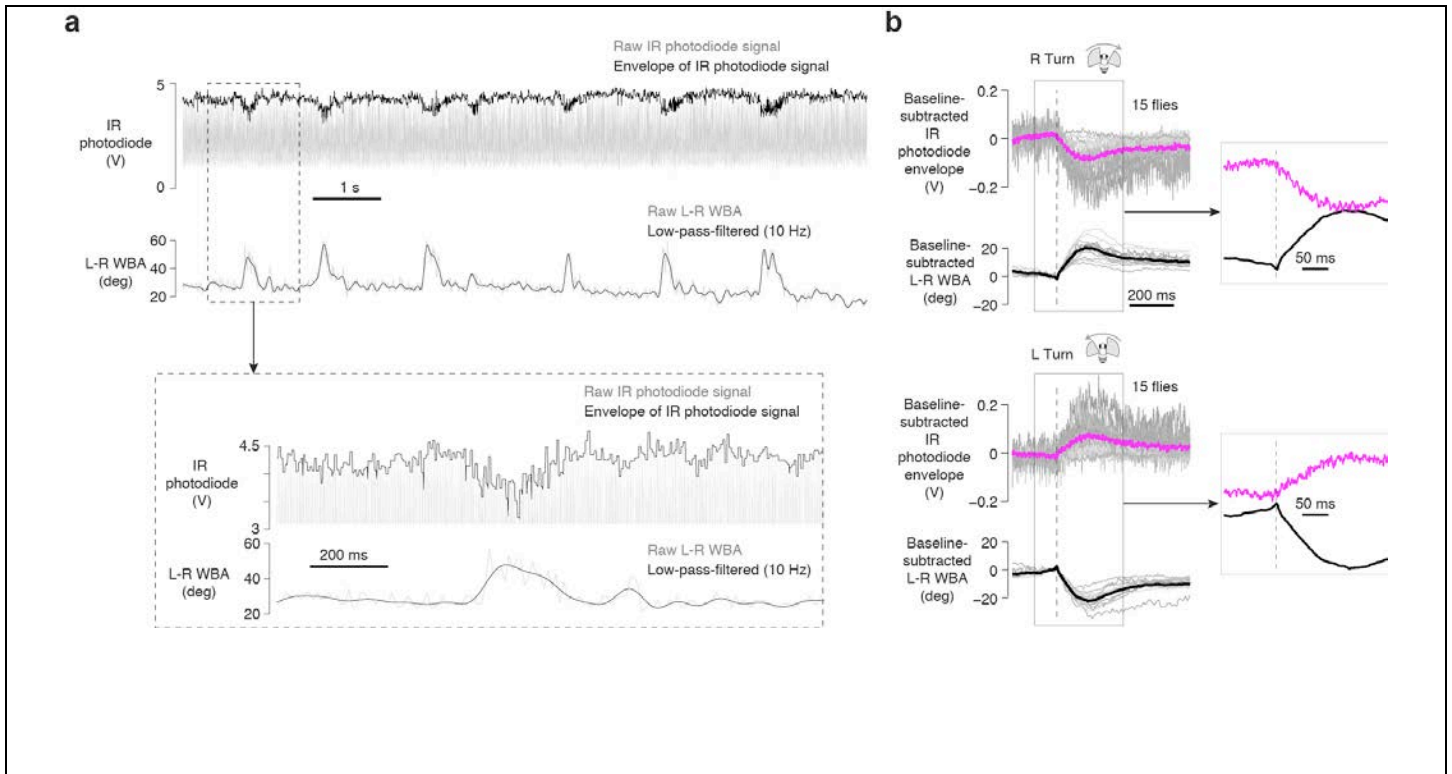 a
Raw IR photodiode signal
Envelope of IR photodiode signal
5
IR
photodiode
(V)
0
1 s
Raw L-R WBA
Low-pass-filtered (10 Hz)
60
L-R WBA
40
(deg)
20
Raw IR photodiode signal
Envelope of IR photodiode signal
4.5
IR
photodiode
(V)
3
60
200 ms
Raw L-R WBA
Low-pass-filtered (10 Hz)
L-R WBA
40
(deg)
20
b
R Turn
0.2
15 flies
Baseline-
subtracted
IR
0
photodiode
envelope
(V)
−0.2
Baseline-
20
subtracted
0
L-R WBA
(deg)
−20
200 ms
50 ms
L Turn
15 flies
Baseline-
0.2
subtracted
IR
0
photodiode
envelope
(V)
−0.2
Baseline-
20
subtracted
0
L-R WBA
(deg)
−20
50 ms